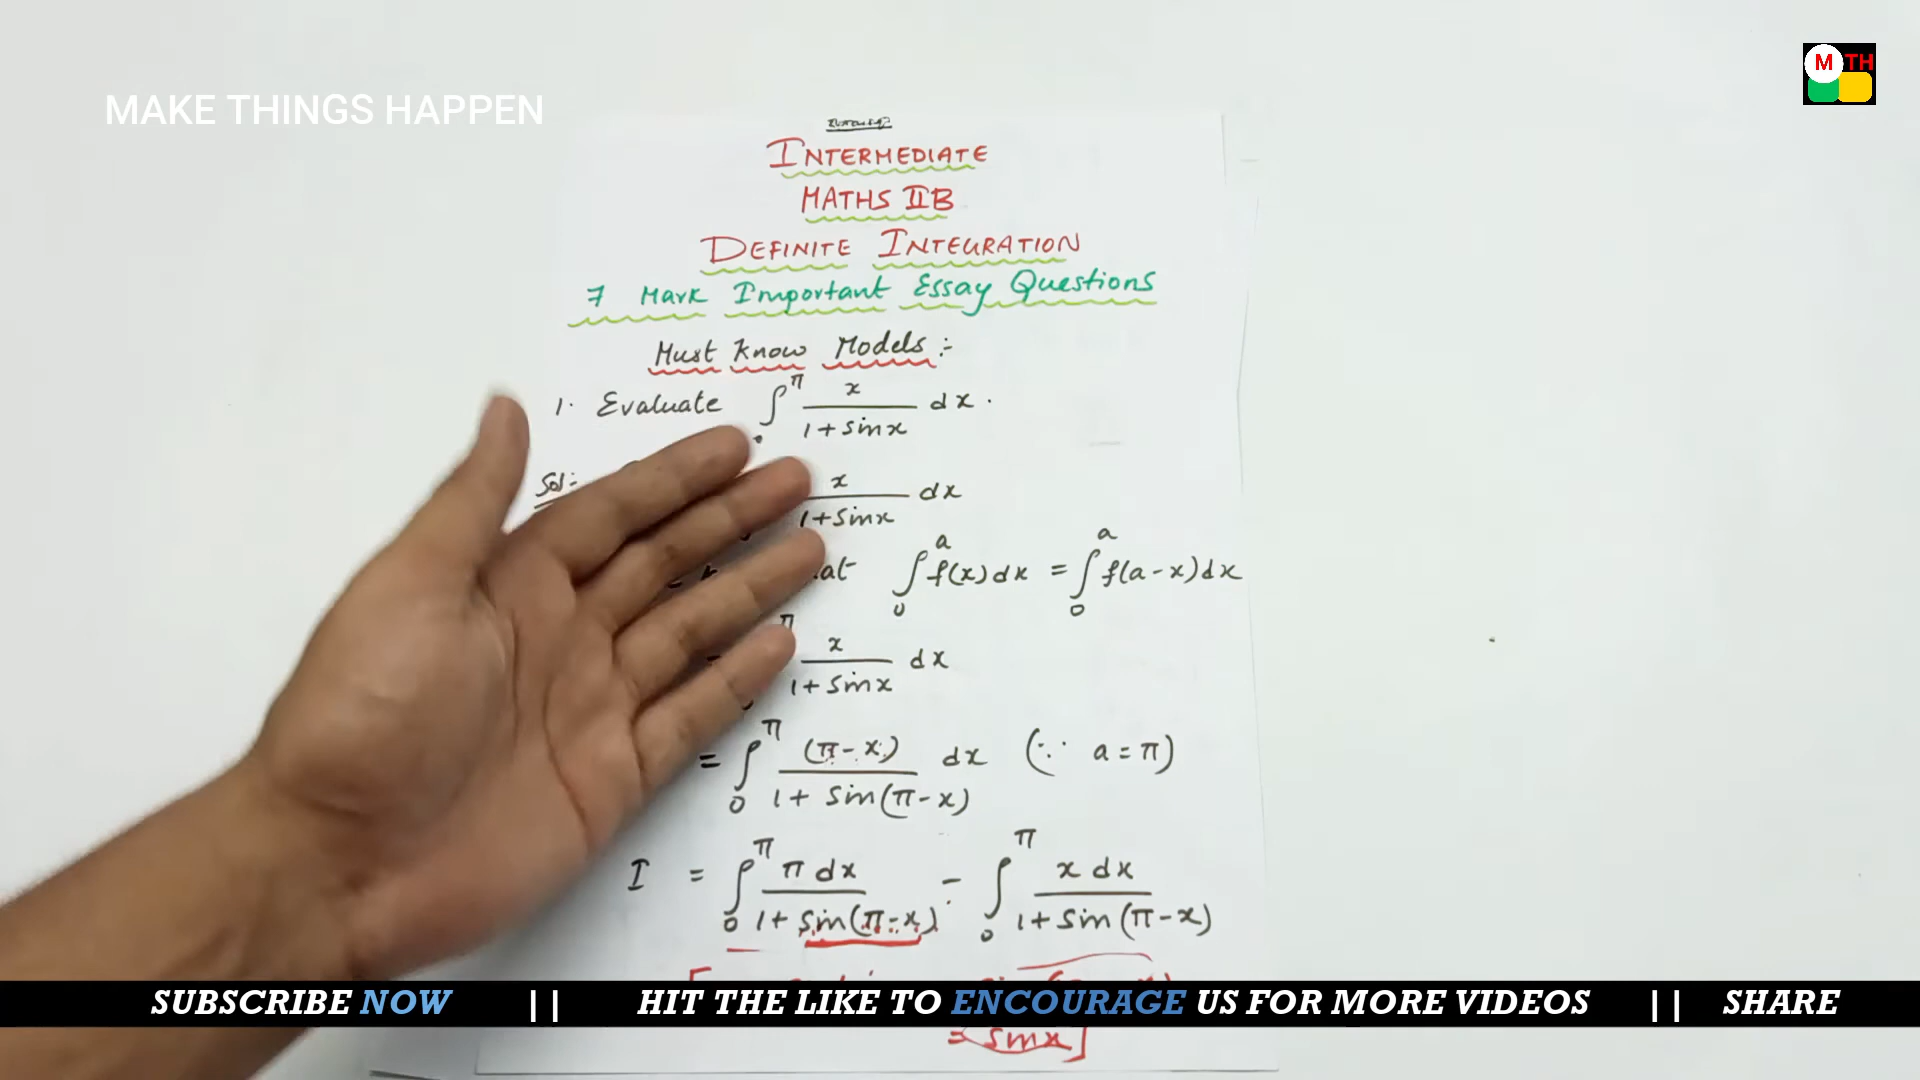 MAKE THINGS HAPPEN
M TH
INTERMEDIATE
MATHS IIB
DEFINITE INTEGRATION
7 Mark Important Essay Questions
Must Know Models :-
1. Evaluate ∫₀^π x/(1+sinx) dx.
Sol:- x/(1+sinx) dx
at ∫₀^a f(x)dx = ∫₀^a f(a-x)dx
π x/(1+sinx) dx
= ∫₀^π (π-x)/(1+sin(π-x)) dx (∵ a=π)
I = ∫₀^π πdx/(1+sin(π-x)) - ∫₀^π xdx/(1+sin(π-x))
SUBSCRIBE NOW || HIT THE LIKE TO ENCOURAGE US FOR MORE VIDEOS || SHARE
= sinx]